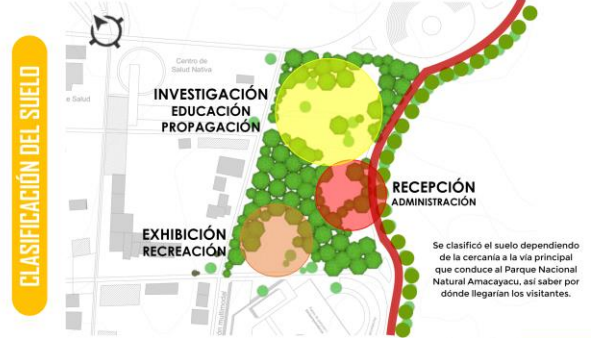 CLASIFICACIÓN DEL SUELO
Centro de
Salud Nativa
e Salud
INVESTIGACIÓN
EDUCACIÓN
PROPAGACIÓN
RECEPCIÓN
ADMINISTRACIÓN
EXHIBICIÓN
RECREACIÓN
Se clasificó el suelo dependiendo
de la cercanía a la vía principal
que conduce al Parque Nacional
Natural Amacayacu, así saber por
dónde llegarían los visitantes.